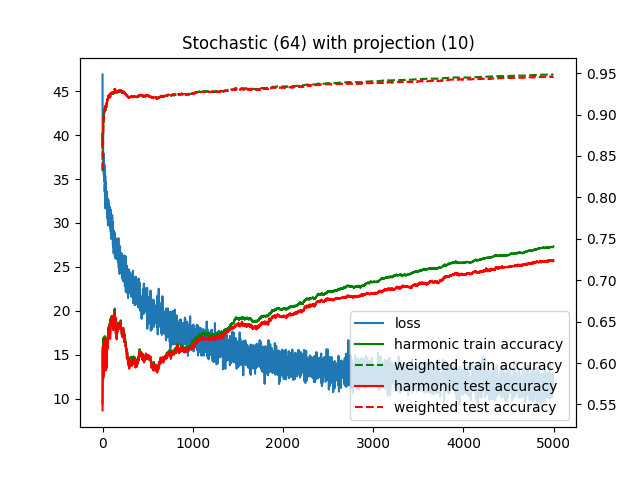 Stochastic (64) with projection (10)
45
40
35
30
25
20
15
10
0.95
0.90
0.85
0.80
0.75
0.70
0.65
0.60
0.55
loss
harmonic train accuracy
weighted train accuracy
harmonic test accuracy
weighted test accuracy
0 1000 2000 3000 4000 5000